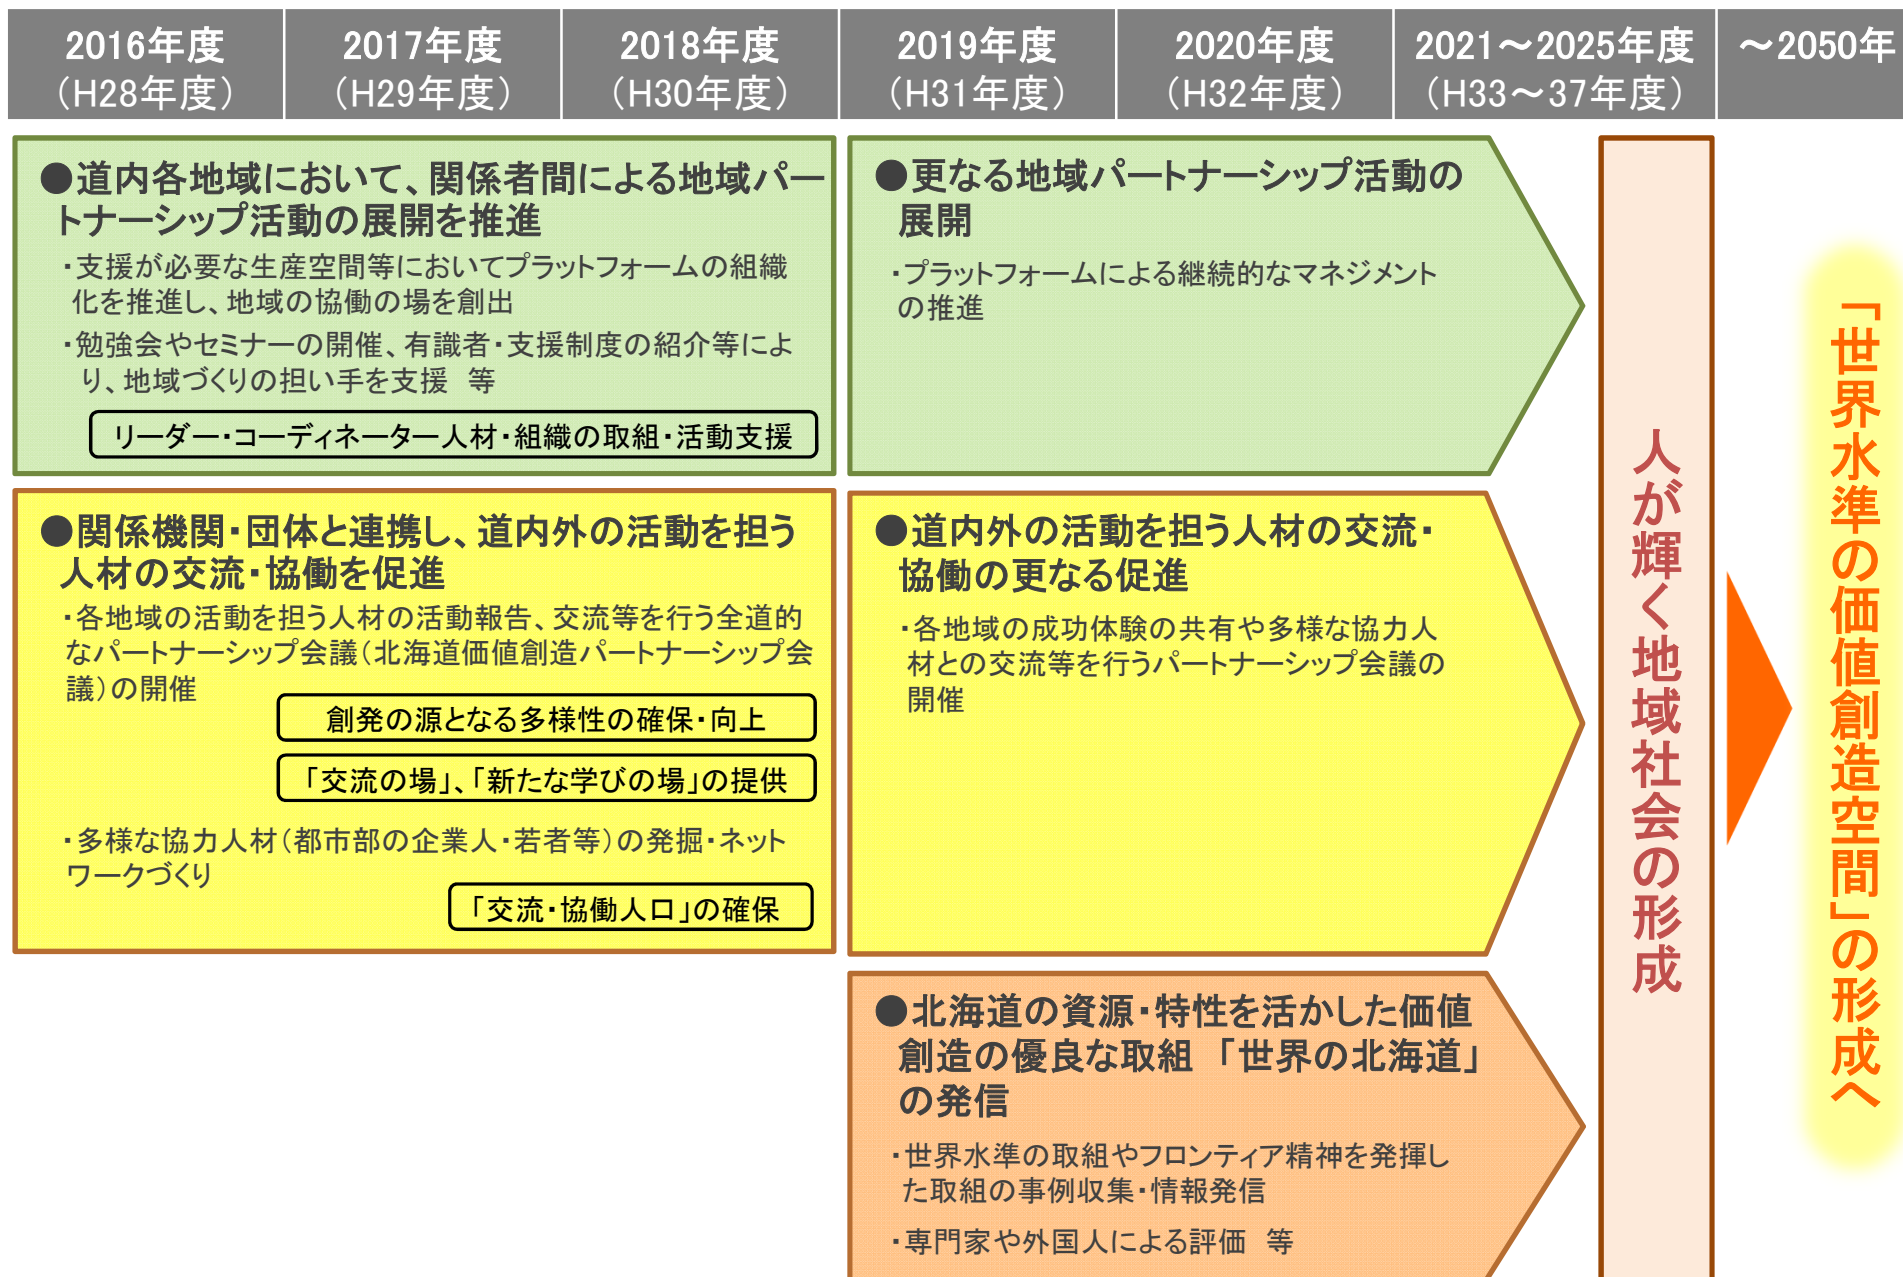 2016年度
（H28年度）
2017年度
（H29年度）
2018年度
（H30年度）
2019年度
（H31年度）
2020年度
（H32年度）
2021～2025年度
（H33～37年度）
～2050年
●道内各地域において、関係者間による地域パー
トナーシップ活動の展開を推進
・支援が必要な生産空間等においてプラットフォームの組織
化を推進し、地域の協働の場を創出
・勉強会やセミナーの開催、有識者・支援制度の紹介等によ
り、地域づくりの担い手を支援　等
リーダー・コーディネーター人材・組織の取組・活動支援
●更なる地域パートナーシップ活動の
展開
・プラットフォームによる継続的なマネジメント
の推進
●関係機関・団体と連携し、道内外の活動を担う
人材の交流・協働を促進
・各地域の活動を担う人材の活動報告、交流等を行う全道的
なパートナーシップ会議（北海道価値創造パートナーシップ会
議）の開催
創発の源となる多様性の確保・向上
「交流の場」、「新たな学びの場」の提供
・多様な協力人材（都市部の企業人・若者等）の発掘・ネット
ワークづくり
「交流・協働人口」の確保
●道内外の活動を担う人材の交流・
協働の更なる促進
・各地域の成功体験の共有や多様な協力人
材との交流等を行うパートナーシップ会議の
開催
●北海道の資源・特性を活かした価値
創造の優良な取組 「世界の北海道」
の発信
・世界水準の取組やフロンティア精神を発揮し
た取組の事例収集・情報発信
・専門家や外国人による評価　等
人が輝く地域社会の形成
「世界水準の価値創造空間」の形成へ